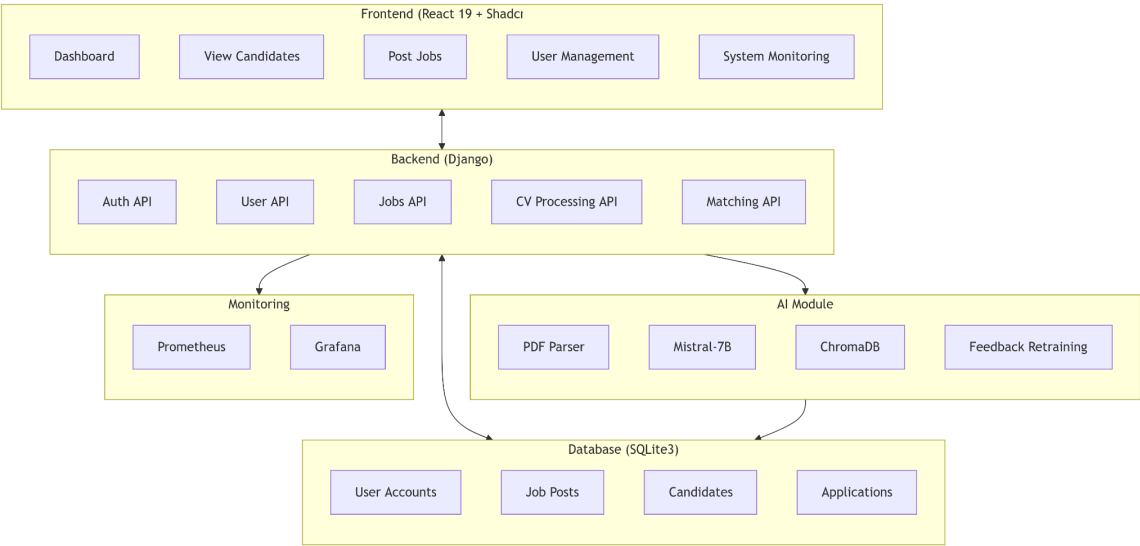 Frontend (React 19 + Shadc
Dashboard
View Candidates
Post Jobs
User Management
System Monitoring
Backend (Django)
Auth API
User API
Jobs API
CV Processing API
Matching API
Monitoring
Prometheus
Grafana
AI Module
PDF Parser
Mistral-7B
ChromaDB
Feedback Retraining
Database (SQLite3)
User Accounts
Job Posts
Candidates
Applications